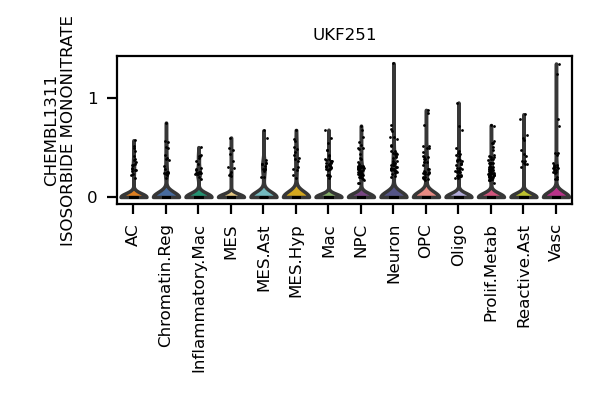 UKF251
CHEMBL1311
ISOSORBIDE MONONITRATE
1
0
AC
Chromatin.Reg
Inflammatory.Mac
MES
MES.Ast
MES.Hyp
Mac
NPC
Neuron
OPC
Oligo
Prolif.Metab
Reactive.Ast
Vasc